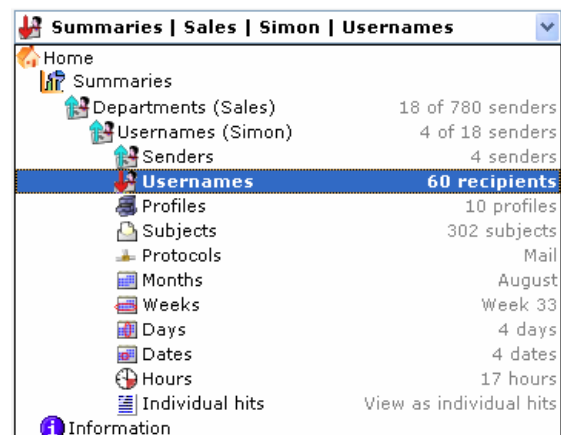 Summaries | Sales | Simon | Usernames
Home
Summaries
Departments (Sales) 18 of 780 senders
Usernames (Simon) 4 of 18 senders
Senders 4 senders
Usernames 60 recipients
Profiles 10 profiles
Subjects 302 subjects
Protocols Mail
Months August
Weeks Week 33
Days 4 days
Dates 4 dates
Hours 17 hours
Individual hits View as individual hits
Information